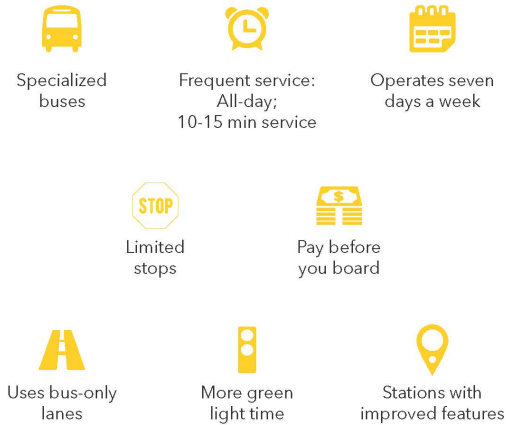 Specialized
buses
Frequent service:
All-day;
10-15 min service
Operates seven
days a week
STOP
Limited
stops
$
Pay before
you board
Uses bus-only
lanes
More green
light time
Stations with
improved features